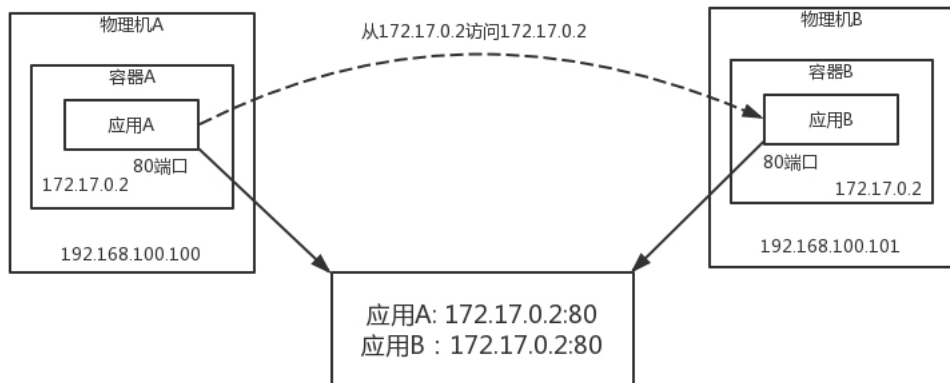 物理机A
物理机B
从172.17.0.2访问172.17.0.2
容器A
容器B
应用A
应用B
80端口
80端口
172.17.0.2
172.17.0.2
192.168.100.100
192.168.100.101
应用A: 172.17.0.2:80
应用B：172.17.0.2:80